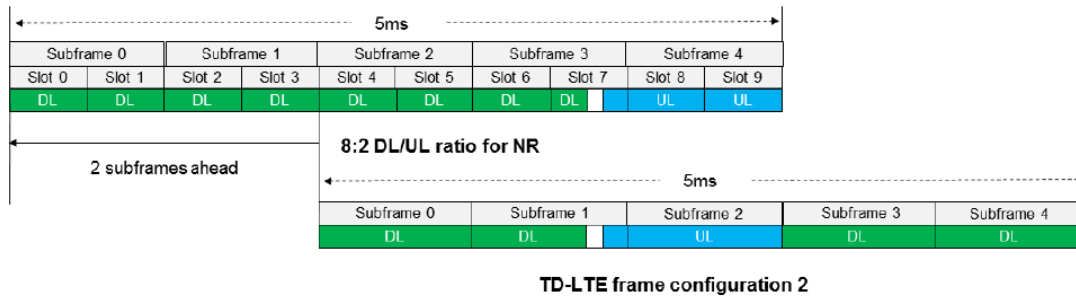 5ms
Subframe 0 Subframe 1 Subframe 2 Subframe 3 Subframe 4
Slot 0 Slot 1 Slot 2 Slot 3 Slot 4 Slot 5 Slot 6 Slot 7 Slot 8 Slot 9
DL DL DL DL DL DL DL DL UL UL
8:2 DL/UL ratio for NR
2 subframes ahead
5ms
Subframe 0 Subframe 1 Subframe 2 Subframe 3 Subframe 4
DL DL UL DL DL
TD-LTE frame configuration 2